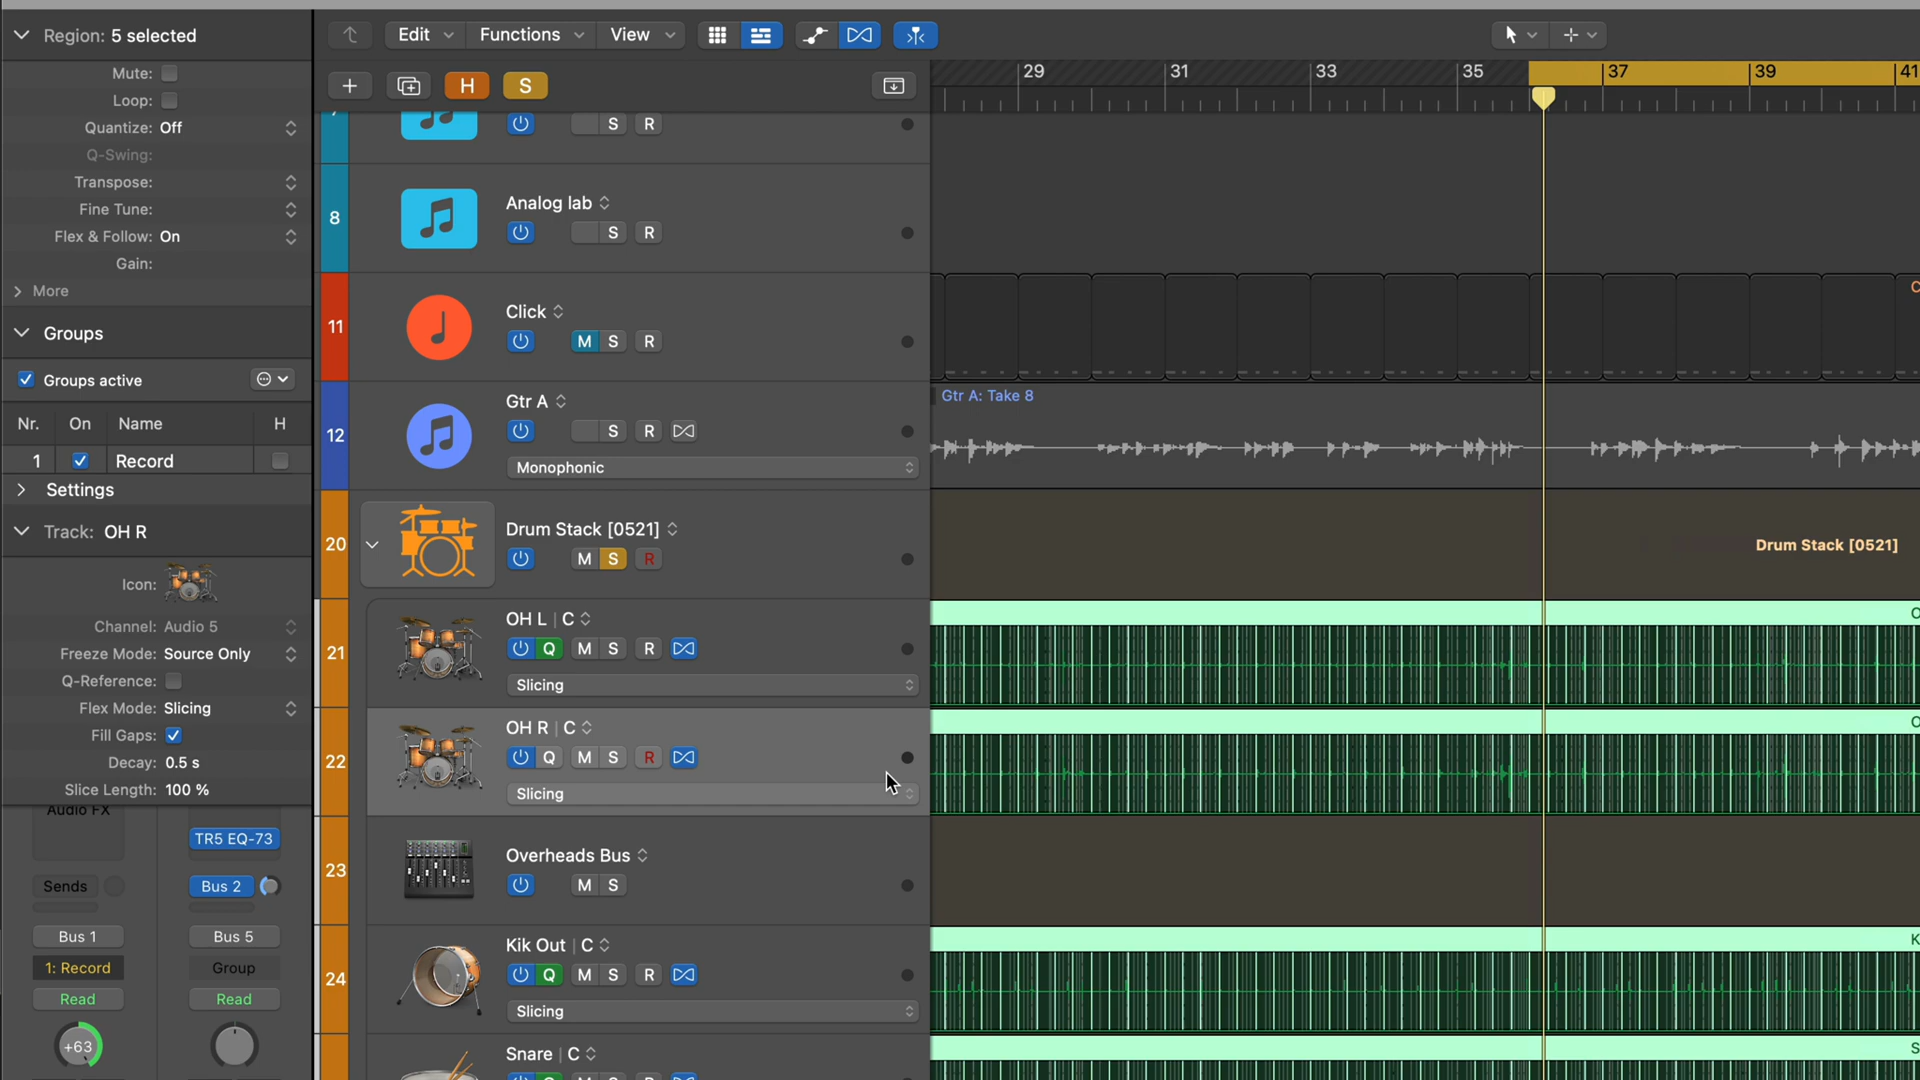 Region: 5 selected
Mute:
Loop:
Quantize: Off
Q-Swing:
Transpose:
Fine Tune:
Flex & Follow: On
Gain:
More
Groups
Groups active
Nr. On Name H
1 Record
Settings
Track: OH R
Icon:
Channel: Audio 5
Freeze Mode: Source Only
Q-Reference:
Flex Mode: Slicing
Fill Gaps:
Decay: 0.5 s
Slice Length: 100 %
Audio FX
TR5 EQ-73
Sends Bus 2
Bus 1 Bus 5
1: Record Group
Read Read
+63
Edit Functions View
H S
29 31 33 35 37 39 41
S R
8 Analog lab
S R
11 Click
M S R
12 Gtr A
S R
Monophonic
Gtr A: Take 8
20 Drum Stack [0521]
M S R
Drum Stack [0521]
21 OH L | C
Q M S R
Slicing
22 OH R | C
Q M S R
Slicing
23 Overheads Bus
M S
24 Kik Out | C
Q M S R
Slicing
Snare | C